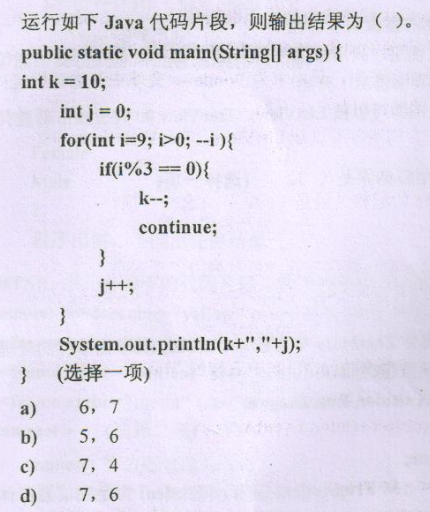 运行如下 Java 代码片段，则输出结果为（ ）。
public static void main(String[] args) {
int k = 10;
int j = 0;
for(int i=9; i>0; --i ){
if(i%3 == 0){
k--;
continue;
}
j++;
}
System.out.println(k+","+j);
} (选择一项)
a) 6，7
b) 5，6
c) 7，4
d) 7，6